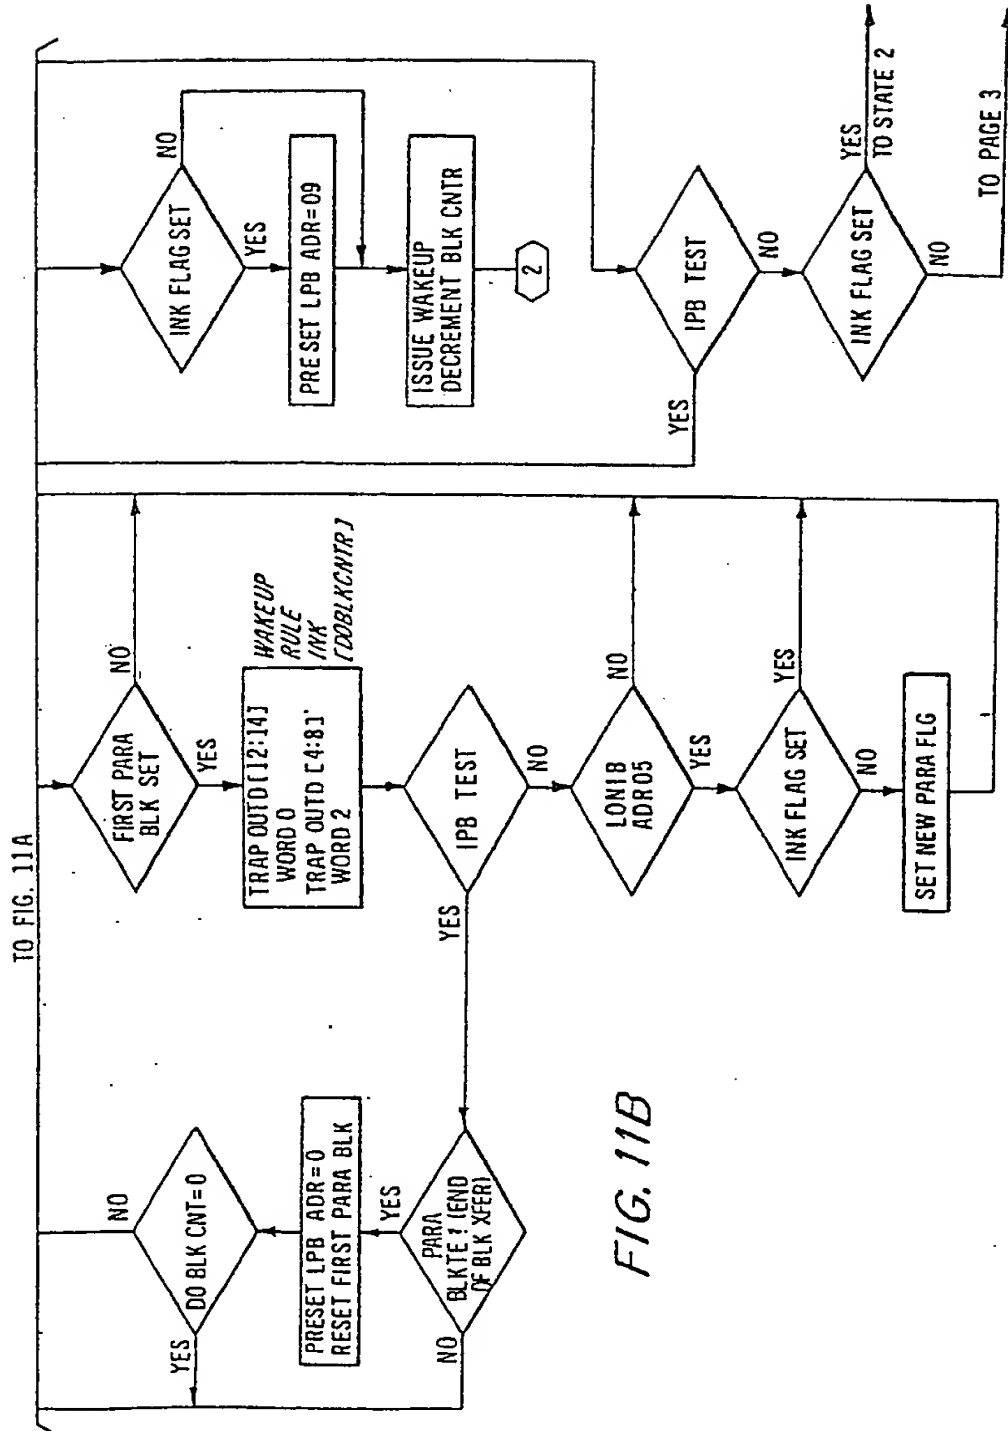 TO FIG. 11A
DO BLK CNT=0
NO
YES
PRESET LPB ADR=0
RESET FIRST PARA BLK
YES
PARA
(END
OF BLK XFER)
NO
FIRST PARA
BLK SET
NO
YES
TRAP OUTD [12:14]
WORD 0
TRAP OUTD [4:8]'
WORD 2
WAKEUP
RULE
INK
[DOBLKCNTR]
IPB TEST
YES
NO
LON1B
ADR05
NO
YES
INK FLAG SET
YES
NO
SET NEW PARA FLG
INK FLAG SET
NO
YES
PRESET LPB ADR=09
ISSUE WAKEUP
DECREMENT BLK CNTR
2
IPB TEST
YES
NO
INK FLAG SET
YES
TO STATE 2
NO
TO PAGE 3
FIG. 11B